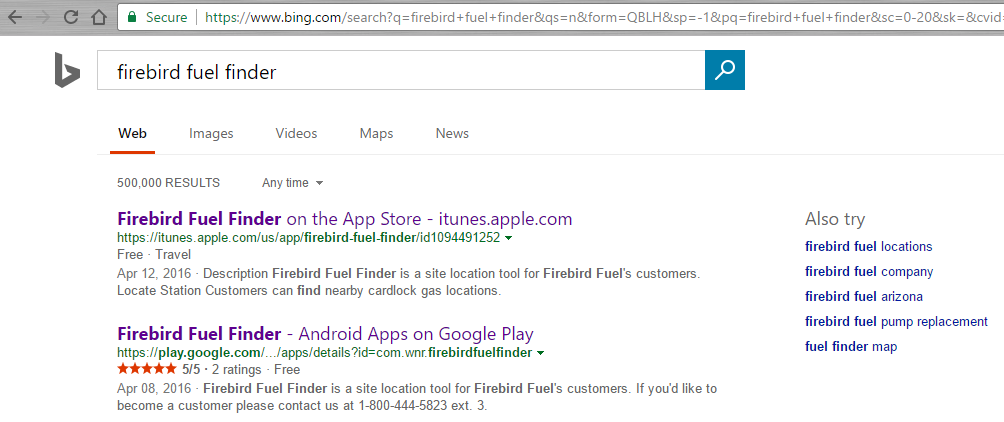 Secure https://www.bing.com/search?q=firebird+fuel+finder&qs=n&form=QBLH&sp=-1&pq=firebird+fuel+finder&sc=0-20&sk=&cvid=
firebird fuel finder
Web Images Videos Maps News
500,000 RESULTS Any time
Firebird Fuel Finder on the App Store - itunes.apple.com
https://itunes.apple.com/us/app/firebird-fuel-finder/id1094491252
Free · Travel
Apr 12, 2016 · Description Firebird Fuel Finder is a site location tool for Firebird Fuel's customers.
Locate Station Customers can find nearby cardlock gas locations.
Firebird Fuel Finder - Android Apps on Google Play
https://play.google.com/.../apps/details?id=com.wnr.firebirdfuelfinder
5/5 · 2 ratings · Free
Apr 08, 2016 · Firebird Fuel Finder is a site location tool for Firebird Fuel's customers. If you'd like to
become a customer please contact us at 1-800-444-5823 ext. 3.
Also try
firebird fuel locations
firebird fuel company
firebird fuel arizona
firebird fuel pump replacement
fuel finder map